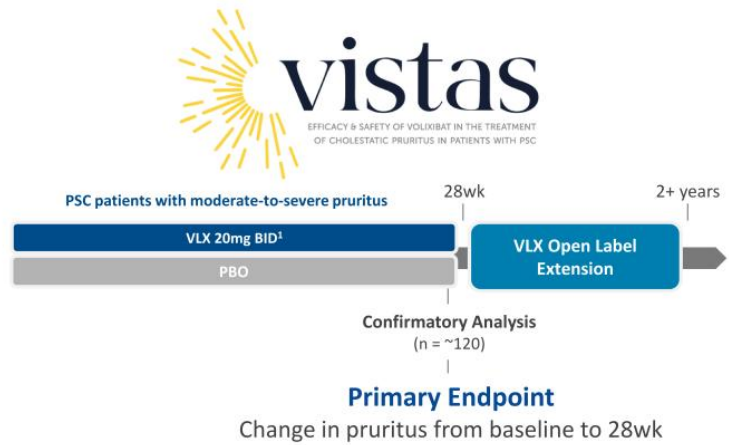 vistas
EFFICACY & SAFETY OF VOLIXIBAT IN THE TREATMENT
OF CHOLESTATIC PRURITUS IN PATIENTS WITH PSC
PSC patients with moderate-to-severe pruritus
28wk
2+ years
VLX 20mg BID¹
PBO
VLX Open Label
Extension
Confirmatory Analysis
(n = ~120)
Primary Endpoint
Change in pruritus from baseline to 28wk